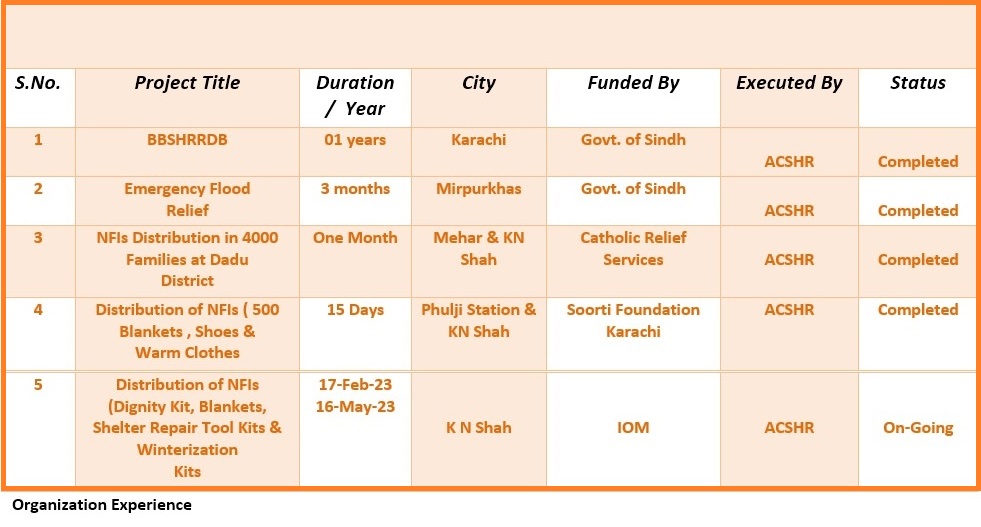 S.No. Project Title Duration / Year City Funded By Executed By Status
1 BBSHRRDB 01 years Karachi Govt. of Sindh ACSHR Completed
2 Emergency Flood Relief 3 months Mirpurkhas Govt. of Sindh ACSHR Completed
3 NFIs Distribution in 4000 Families at Dadu District One Month Mehar & KN Shah Catholic Relief Services ACSHR Completed
4 Distribution of NFIs ( 500 Blankets , Shoes & Warm Clothes 15 Days Phulji Station & KN Shah Soorti Foundation Karachi ACSHR Completed
5 Distribution of NFIs (Dignity Kit, Blankets, Shelter Repair Tool Kits & Winterization Kits 17-Feb-23 16-May-23 K N Shah IOM ACSHR On-Going
Organization Experience